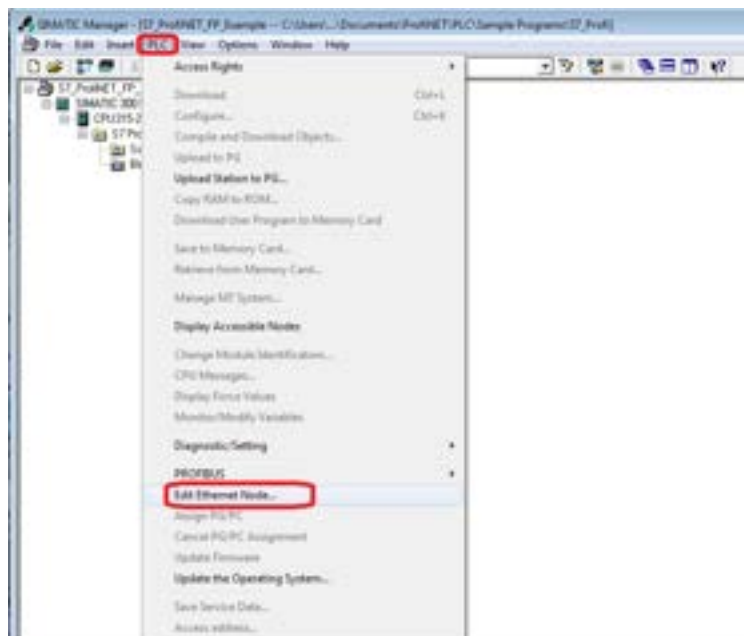 SIMATIC Manager - [S7_ProfiNET_FP_Example -- C:\Users\...\Documents\ProfiNET\PLC\Sample Programs\S7_Profi]
File Edit Insert PLC View Options Window Help
Access Rights
S7_ProfiNET_FP_
SIMATIC 300
Download Ctrl+L
CPU315-2
Configure... Ctrl+K
S7 Pro
Compile and Download Objects...
Upload to PG
Upload Station to PG...
Copy RAM to ROM...
Download User Program to Memory Card
Save to Memory Card...
Retrieve from Memory Card...
Manage M7 System...
Display Accessible Nodes
Change Module Identification...
CPU Messages...
Display Force Values
Monitor/Modify Variables
Diagnostic/Setting
PROFIBUS
Edit Ethernet Node...
Assign PG/PC
Cancel PG/PC Assignment
Update Firmware
Update the Operating System...
Save Service Data...
Access address...